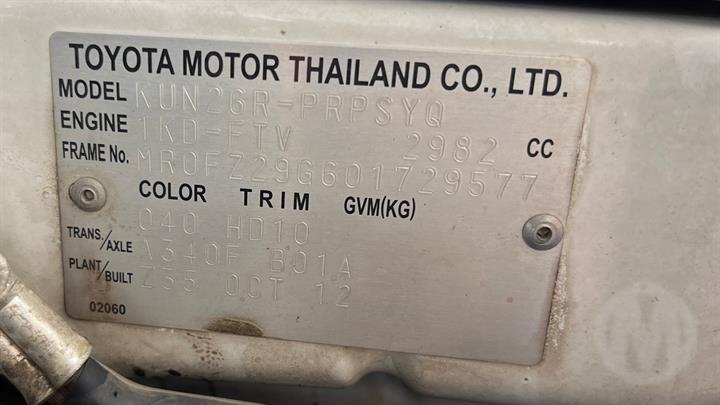 TOYOTA MOTOR THAILAND CO., LTD.
MODEL KUN26R-PRPSYQ
ENGINE 1KD-FTV 2982 CC
FRAME No. MR0FZ29G601729577
COLOR TRIM GVM(KG)
040 HD10
TRANS./AXLE A340F B01A
PLANT/BUILT Z55 OCT 12
02060